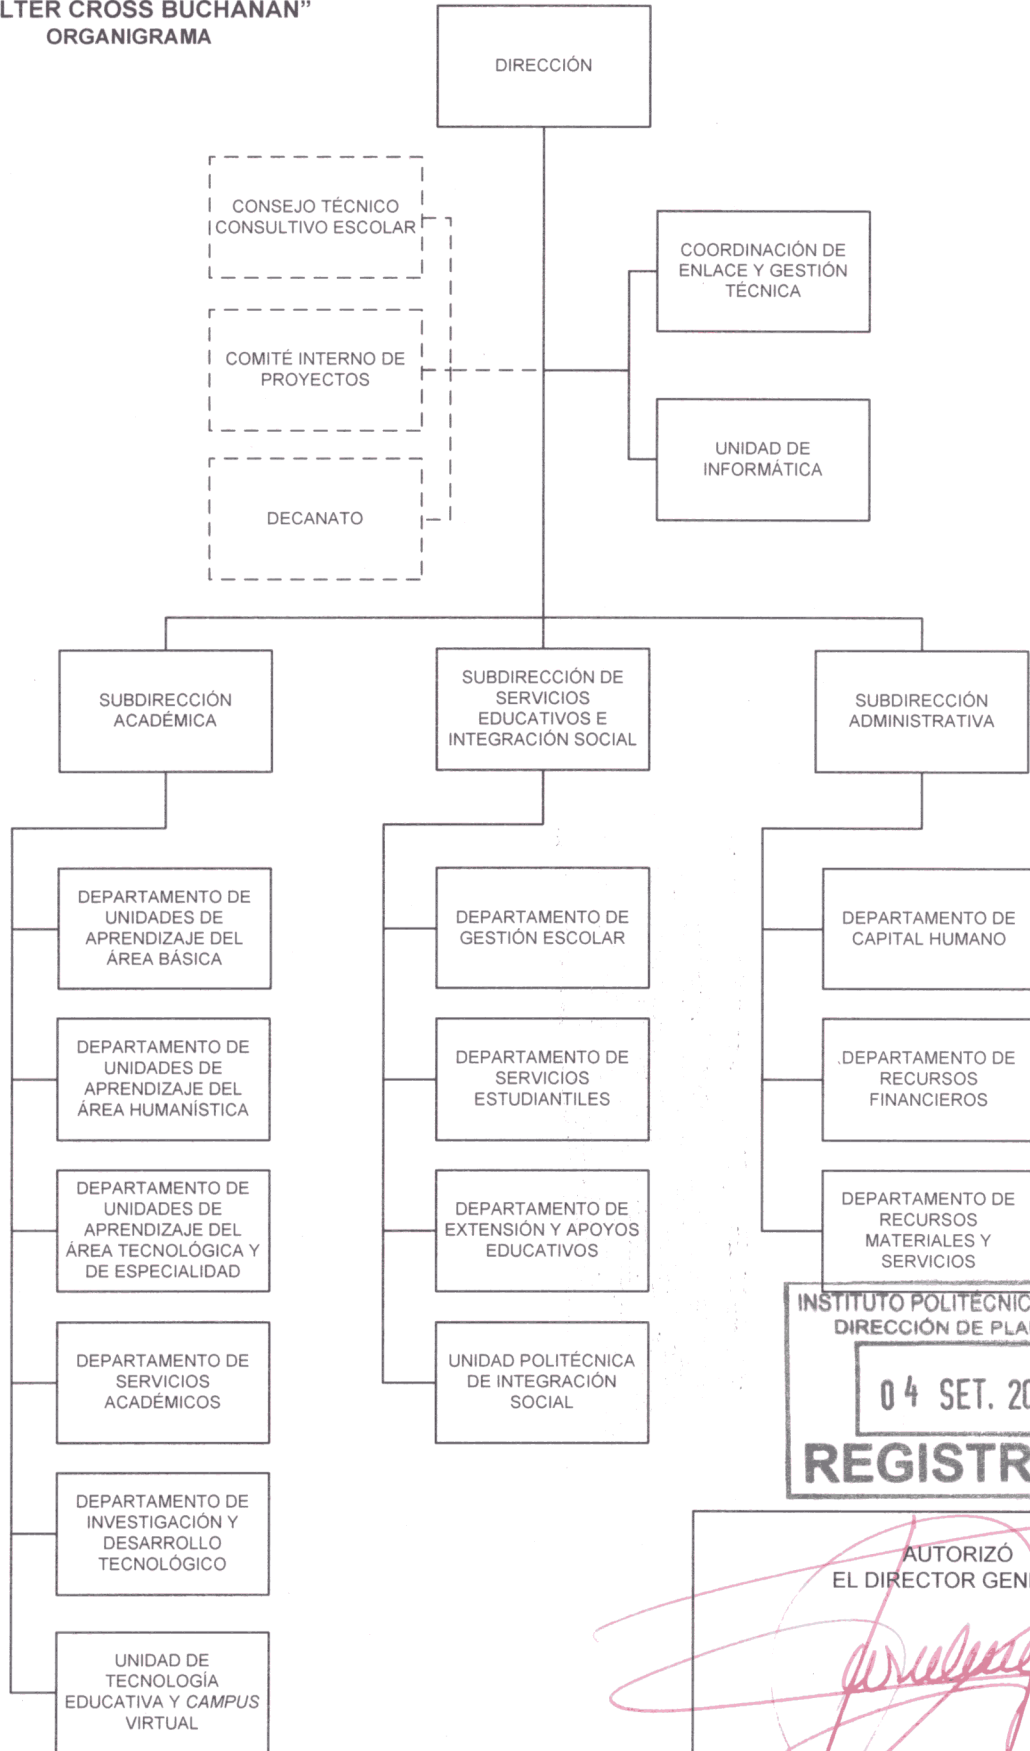 LTER CROSS BUCHANAN”
ORGANIGRAMA
DIRECCIÓN
CONSEJO TÉCNICO
CONSULTIVO ESCOLAR
COORDINACIÓN DE
ENLACE Y GESTIÓN
TÉCNICA
COMITÉ INTERNO DE
PROYECTOS
UNIDAD DE
INFORMÁTICA
DECANATO
SUBDIRECCIÓN
ACADÉMICA
SUBDIRECCIÓN DE
SERVICIOS
EDUCATIVOS E
INTEGRACIÓN SOCIAL
SUBDIRECCIÓN
ADMINISTRATIVA
DEPARTAMENTO DE
UNIDADES DE
APRENDIZAJE DEL
ÁREA BÁSICA
DEPARTAMENTO DE
UNIDADES DE
APRENDIZAJE DEL
ÁREA HUMANÍSTICA
DEPARTAMENTO DE
UNIDADES DE
APRENDIZAJE DEL
ÁREA TECNOLÓGICA Y
DE ESPECIALIDAD
DEPARTAMENTO DE
SERVICIOS
ACADÉMICOS
DEPARTAMENTO DE
INVESTIGACIÓN Y
DESARROLLO
TECNOLÓGICO
UNIDAD DE
TECNOLOGÍA
EDUCATIVA Y CAMPUS
VIRTUAL
DEPARTAMENTO DE
GESTIÓN ESCOLAR
DEPARTAMENTO DE
SERVICIOS
ESTUDIANTILES
DEPARTAMENTO DE
EXTENSIÓN Y APOYOS
EDUCATIVOS
UNIDAD POLITÉCNICA
DE INTEGRACIÓN
SOCIAL
DEPARTAMENTO DE
CAPITAL HUMANO
DEPARTAMENTO DE
RECURSOS
FINANCIEROS
DEPARTAMENTO DE
RECURSOS
MATERIALES Y
SERVICIOS
INSTITUTO POLITÉCNIC
DIRECCIÓN DE PLA
04 SET. 20
REGISTR
AUTORIZÓ
EL DIRECTOR GEN